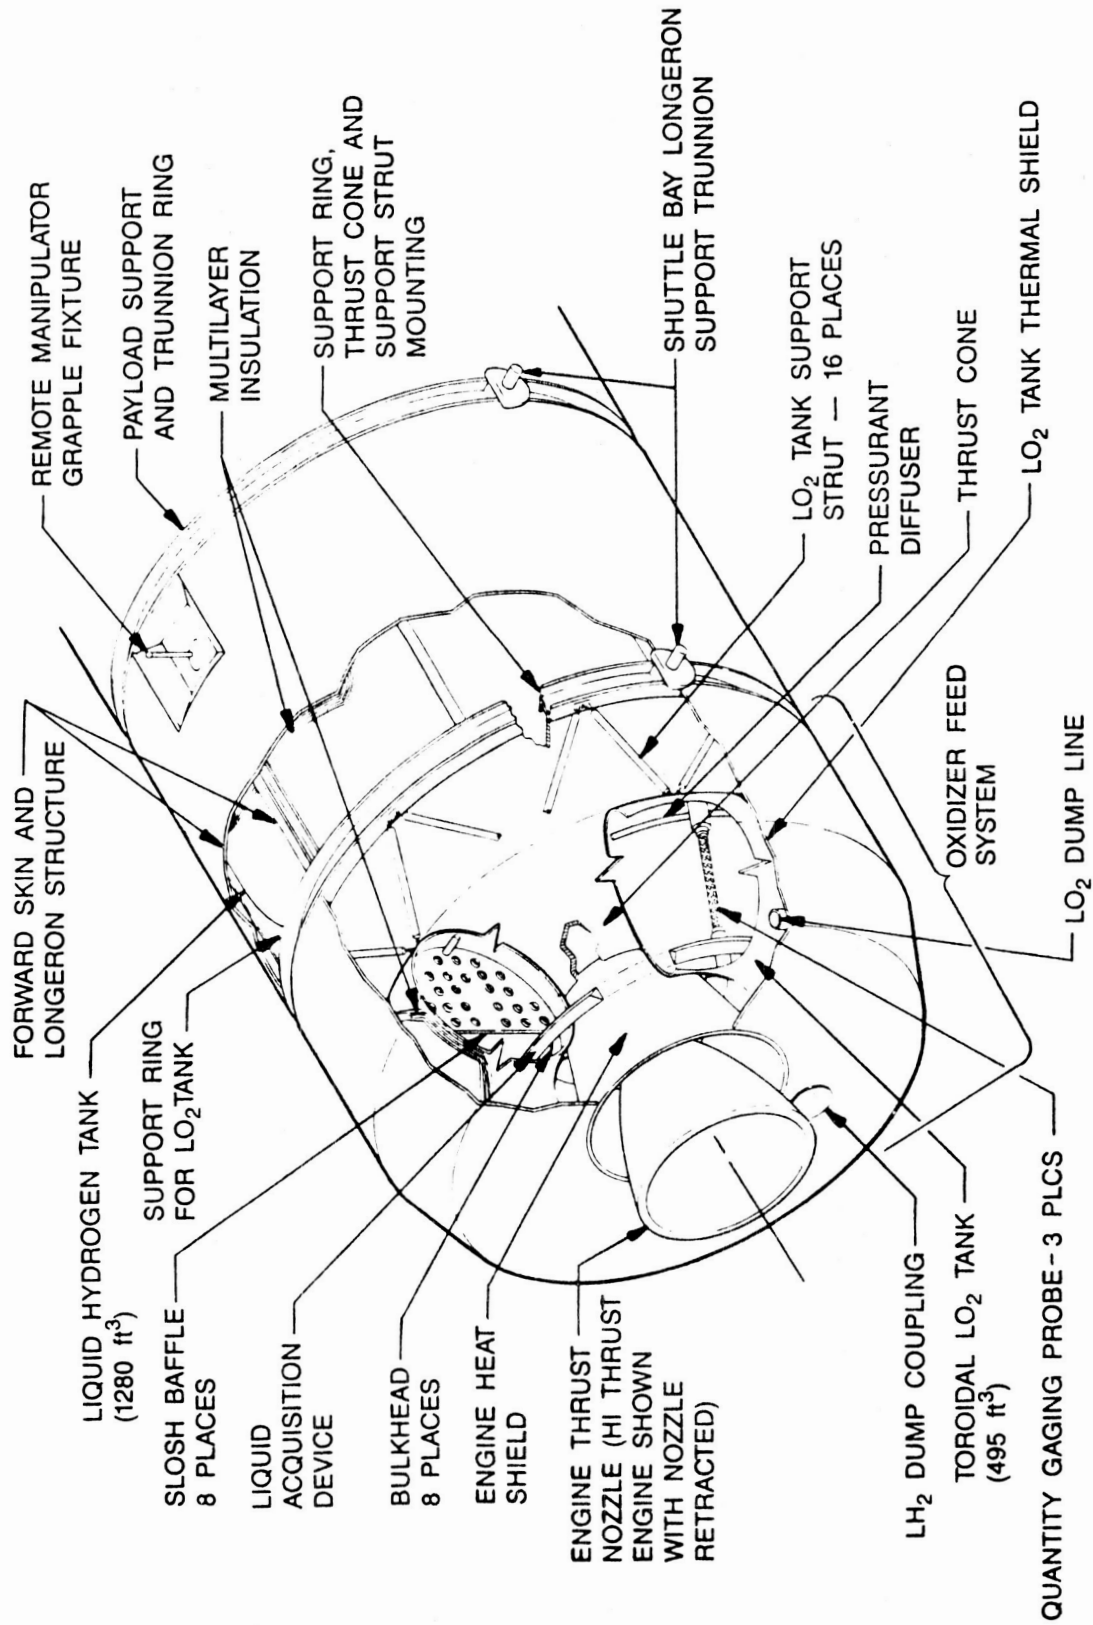 FORWARD SKIN AND
LONGERON STRUCTURE
REMOTE MANIPULATOR
GRAPPLE FIXTURE
PAYLOAD SUPPORT
AND TRUNNION RING
MULTILAYER
INSULATION
SUPPORT RING,
THRUST CONE AND
SUPPORT STRUT
MOUNTING
SHUTTLE BAY LONGERON
SUPPORT TRUNNION
LO₂ TANK SUPPORT
STRUT — 16 PLACES
PRESSURANT
DIFFUSER
THRUST CONE
LO₂ TANK THERMAL SHIELD
OXIDIZER FEED
SYSTEM
LO₂ DUMP LINE
LIQUID HYDROGEN TANK
(1280 ft³)
SUPPORT RING
FOR LO₂ TANK
SLOSH BAFFLE
8 PLACES
LIQUID
ACQUISITION
DEVICE
BULKHEAD
8 PLACES
ENGINE HEAT
SHIELD
ENGINE THRUST
NOZZLE (HI THRUST
ENGINE SHOWN
WITH NOZZLE
RETRACTED)
LH₂ DUMP COUPLING
TOROIDAL LO₂ TANK
(495 ft³)
QUANTITY GAGING PROBE - 3 PLCS